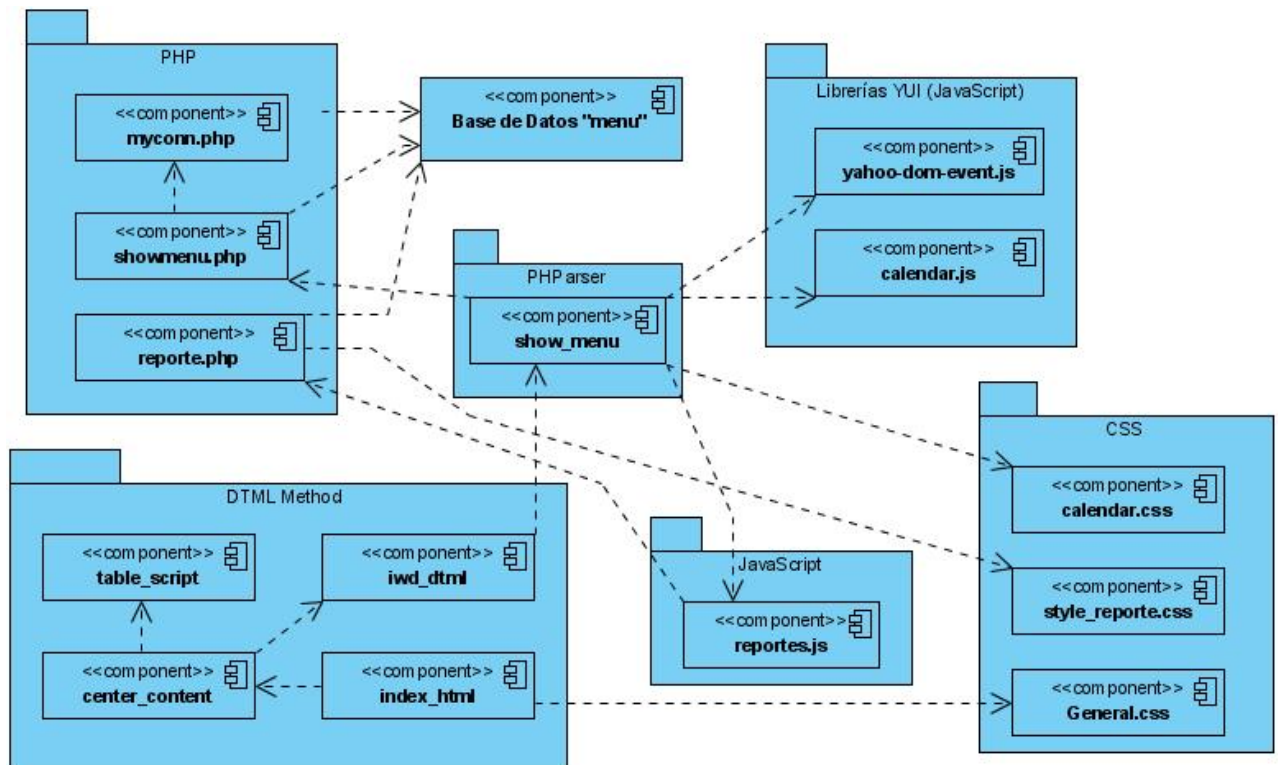 PHP
<<component>>
myconn.php
<<component>>
showmenu.php
<<component>>
reporte.php
<<component>>
Base de Datos "menu"
Librerías YUI (JavaScript)
<<component>>
yahoo-dom-event.js
<<component>>
calendar.js
PHParser
<<component>>
show_menu
DTML Method
<<component>>
table_script
<<component>>
iwd_dtml
<<component>>
center_content
<<component>>
index_html
JavaScript
<<component>>
reportes.js
CSS
<<component>>
calendar.css
<<component>>
style_reporte.css
<<component>>
General.css